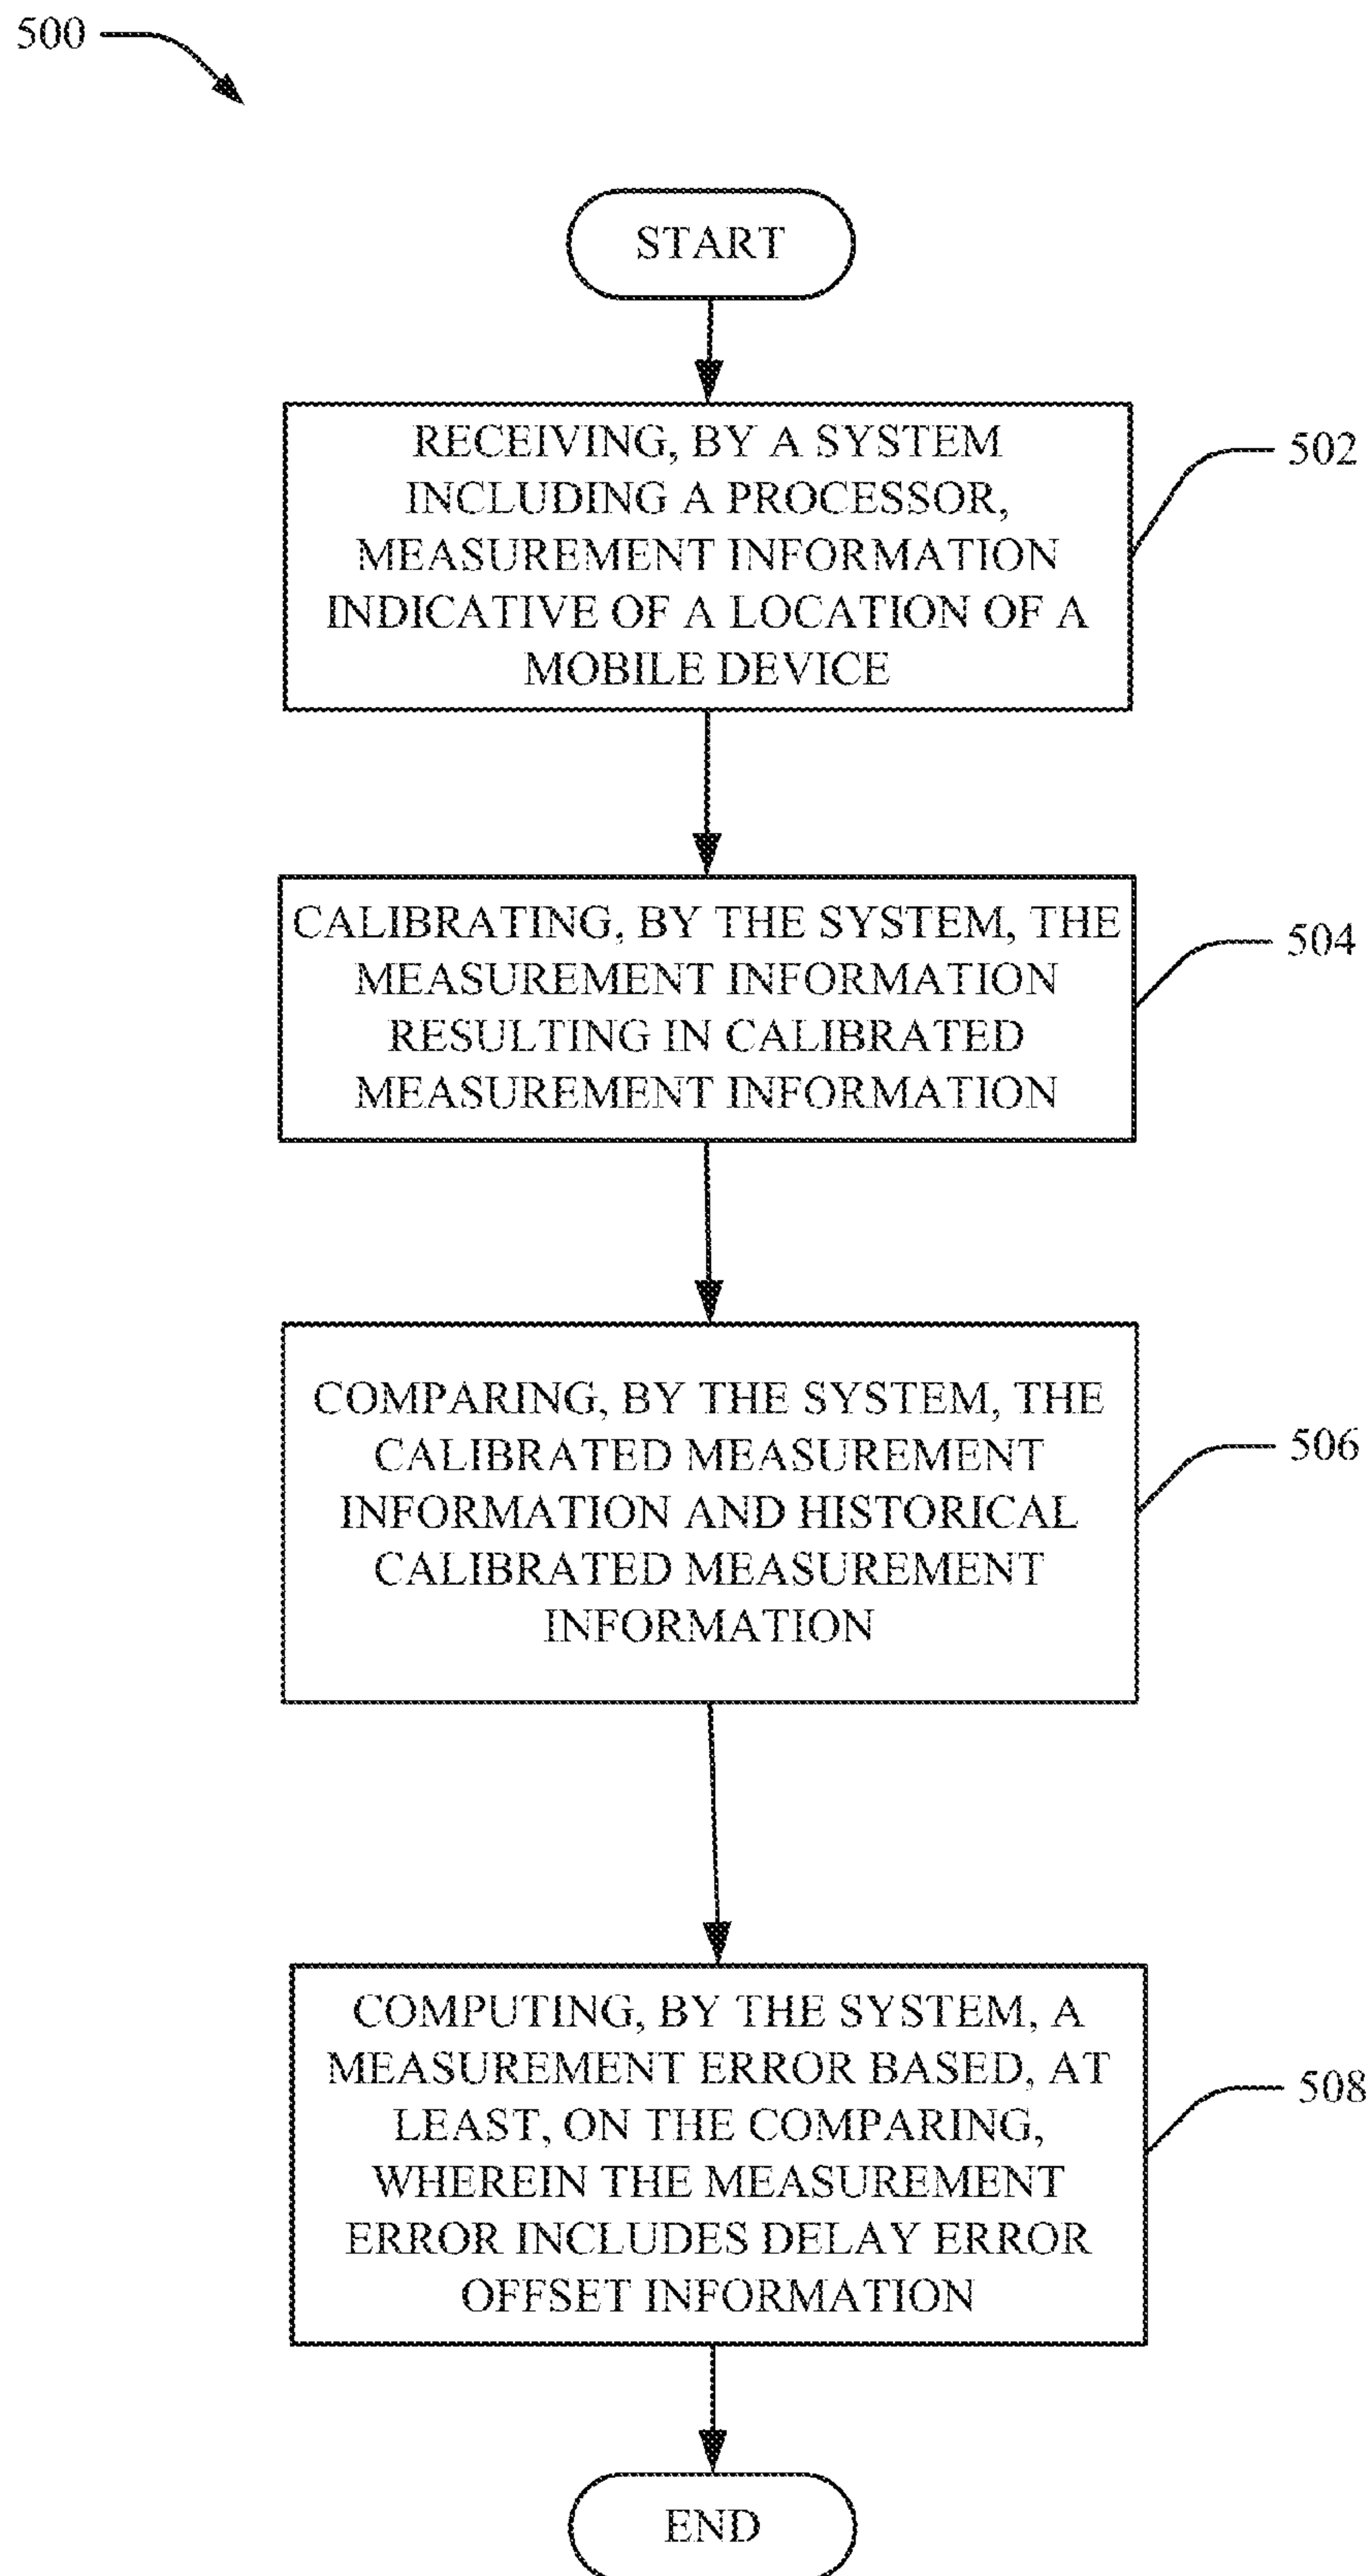 500
START
RECEIVING, BY A SYSTEM
INCLUDING A PROCESSOR,
MEASUREMENT INFORMATION
INDICATIVE OF A LOCATION OF A
MOBILE DEVICE
502
CALIBRATING, BY THE SYSTEM, THE
MEASUREMENT INFORMATION
RESULTING IN CALIBRATED
MEASUREMENT INFORMATION
504
COMPARING, BY THE SYSTEM, THE
CALIBRATED MEASUREMENT
INFORMATION AND HISTORICAL
CALIBRATED MEASUREMENT
INFORMATION
506
COMPUTING, BY THE SYSTEM, A
MEASUREMENT ERROR BASED, AT
LEAST, ON THE COMPARING,
WHEREIN THE MEASUREMENT
ERROR INCLUDES DELAY ERROR
OFFSET INFORMATION
508
END